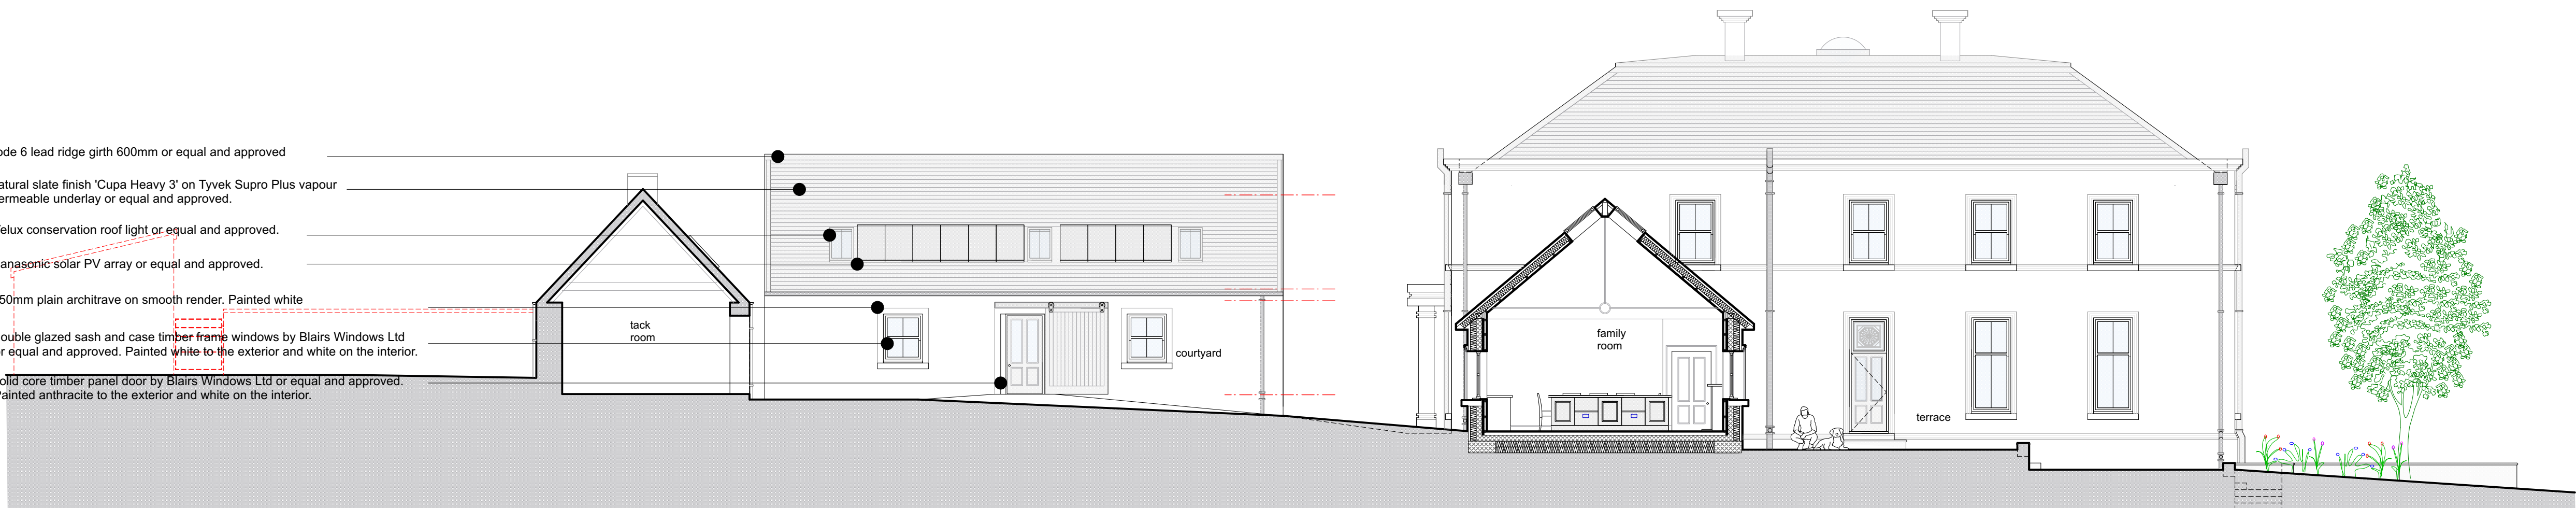 ode 6 lead ridge girth 600mm or equal and approved
atural slate finish 'Cupa Heavy 3' on Tyvek Supro Plus vapour
ermeable underlay or equal and approved.
elux conservation roof light or equal and approved.
anasonic solar PV array or equal and approved.
50mm plain architrave on smooth render. Painted white
ouble glazed sash and case timber frame windows by Blairs Windows Ltd
r equal and approved. Painted white to the exterior and white on the interior.
olid core timber panel door by Blairs Windows Ltd or equal and approved.
ainted anthracite to the exterior and white on the interior.
tack
room
courtyard
family
room
terrace